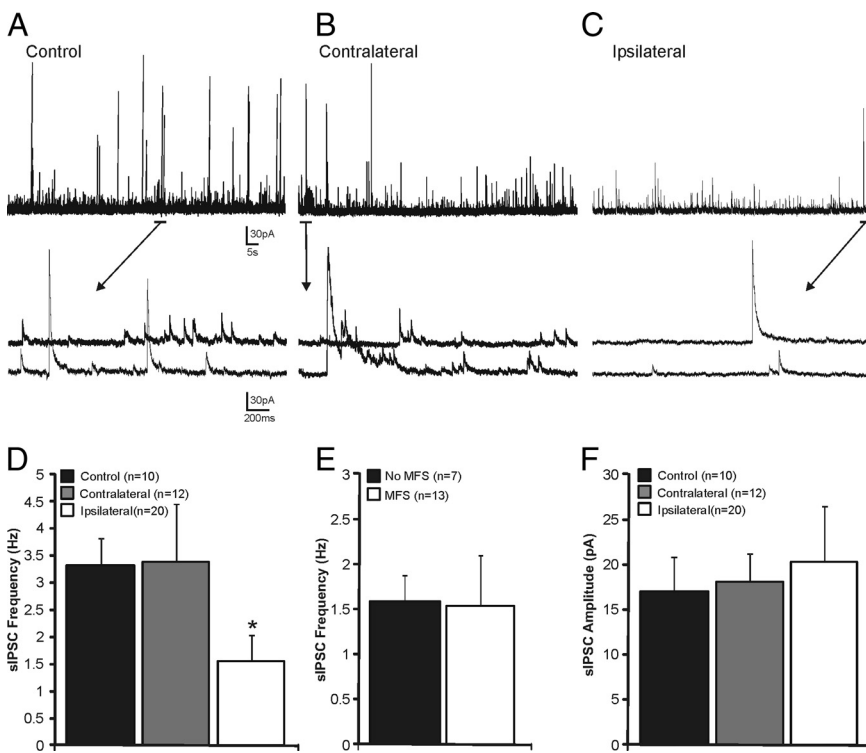 A
Control
B
Contralateral
C
Ipsilateral
30pA
5s
30pA
200ms
D
Control (n=10)
Contralateral (n=12)
Ipsilateral(n=20)
sIPSC Frequency (Hz)
5
4.5
4
3.5
3
2.5
2
1.5
1
0.5
0
*
E
No MFS (n=7)
MFS (n=13)
sIPSC Frequency (Hz)
3
2.5
2
1.5
1
0.5
0
F
Control (n=10)
Contralateral (n=12)
Ipsilateral(n=20)
sIPSC Amplitude (pA)
30
25
20
15
10
5
0